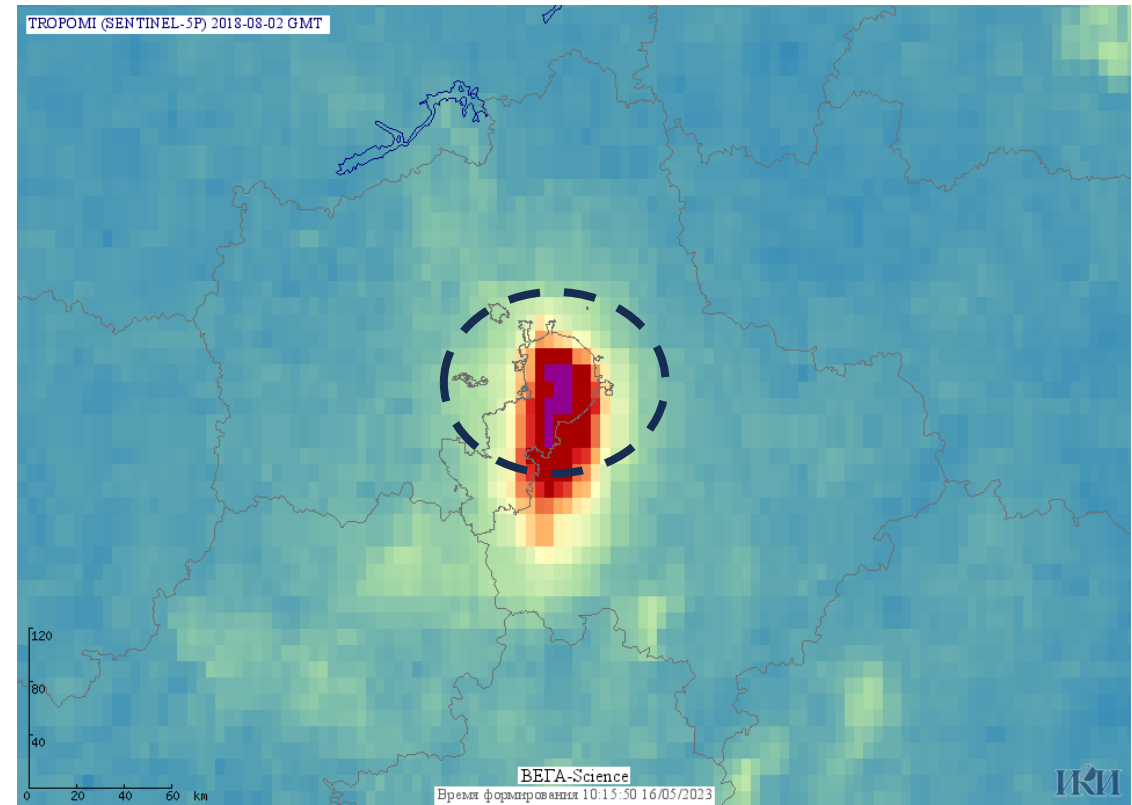 TROPOMI (SENTINEL-5P) 2018-08-02 GMT
120
80
40
0 20 40 60 km
ВЕГА-Science
Время формирования 10:15:50 16/05/2023
ИКИ